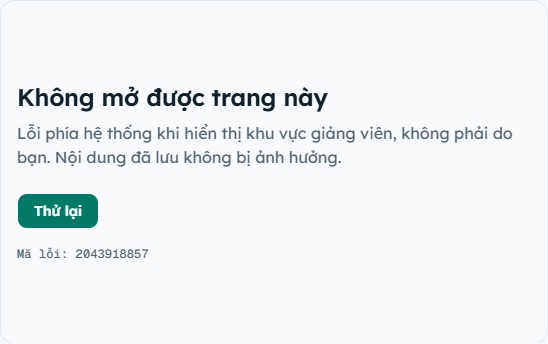 Không mở được trang này
Lỗi phía hệ thống khi hiển thị khu vực giảng viên, không phải do
bạn. Nội dung đã lưu không bị ảnh hưởng.
Thử lại
Mã lỗi: 2043918857